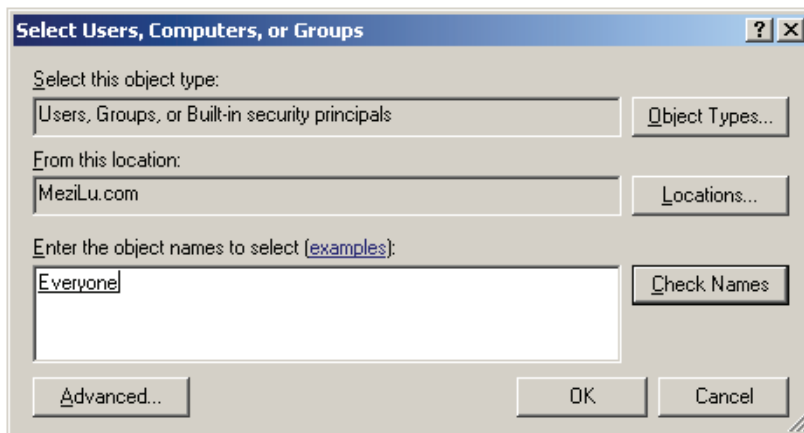 Select Users, Computers, or Groups
Select this object type:
Users, Groups, or Built-in security principals
Object Types...
From this location:
MeziLu.com
Locations...
Enter the object names to select (examples):
Everyone
Check Names
Advanced...
OK
Cancel